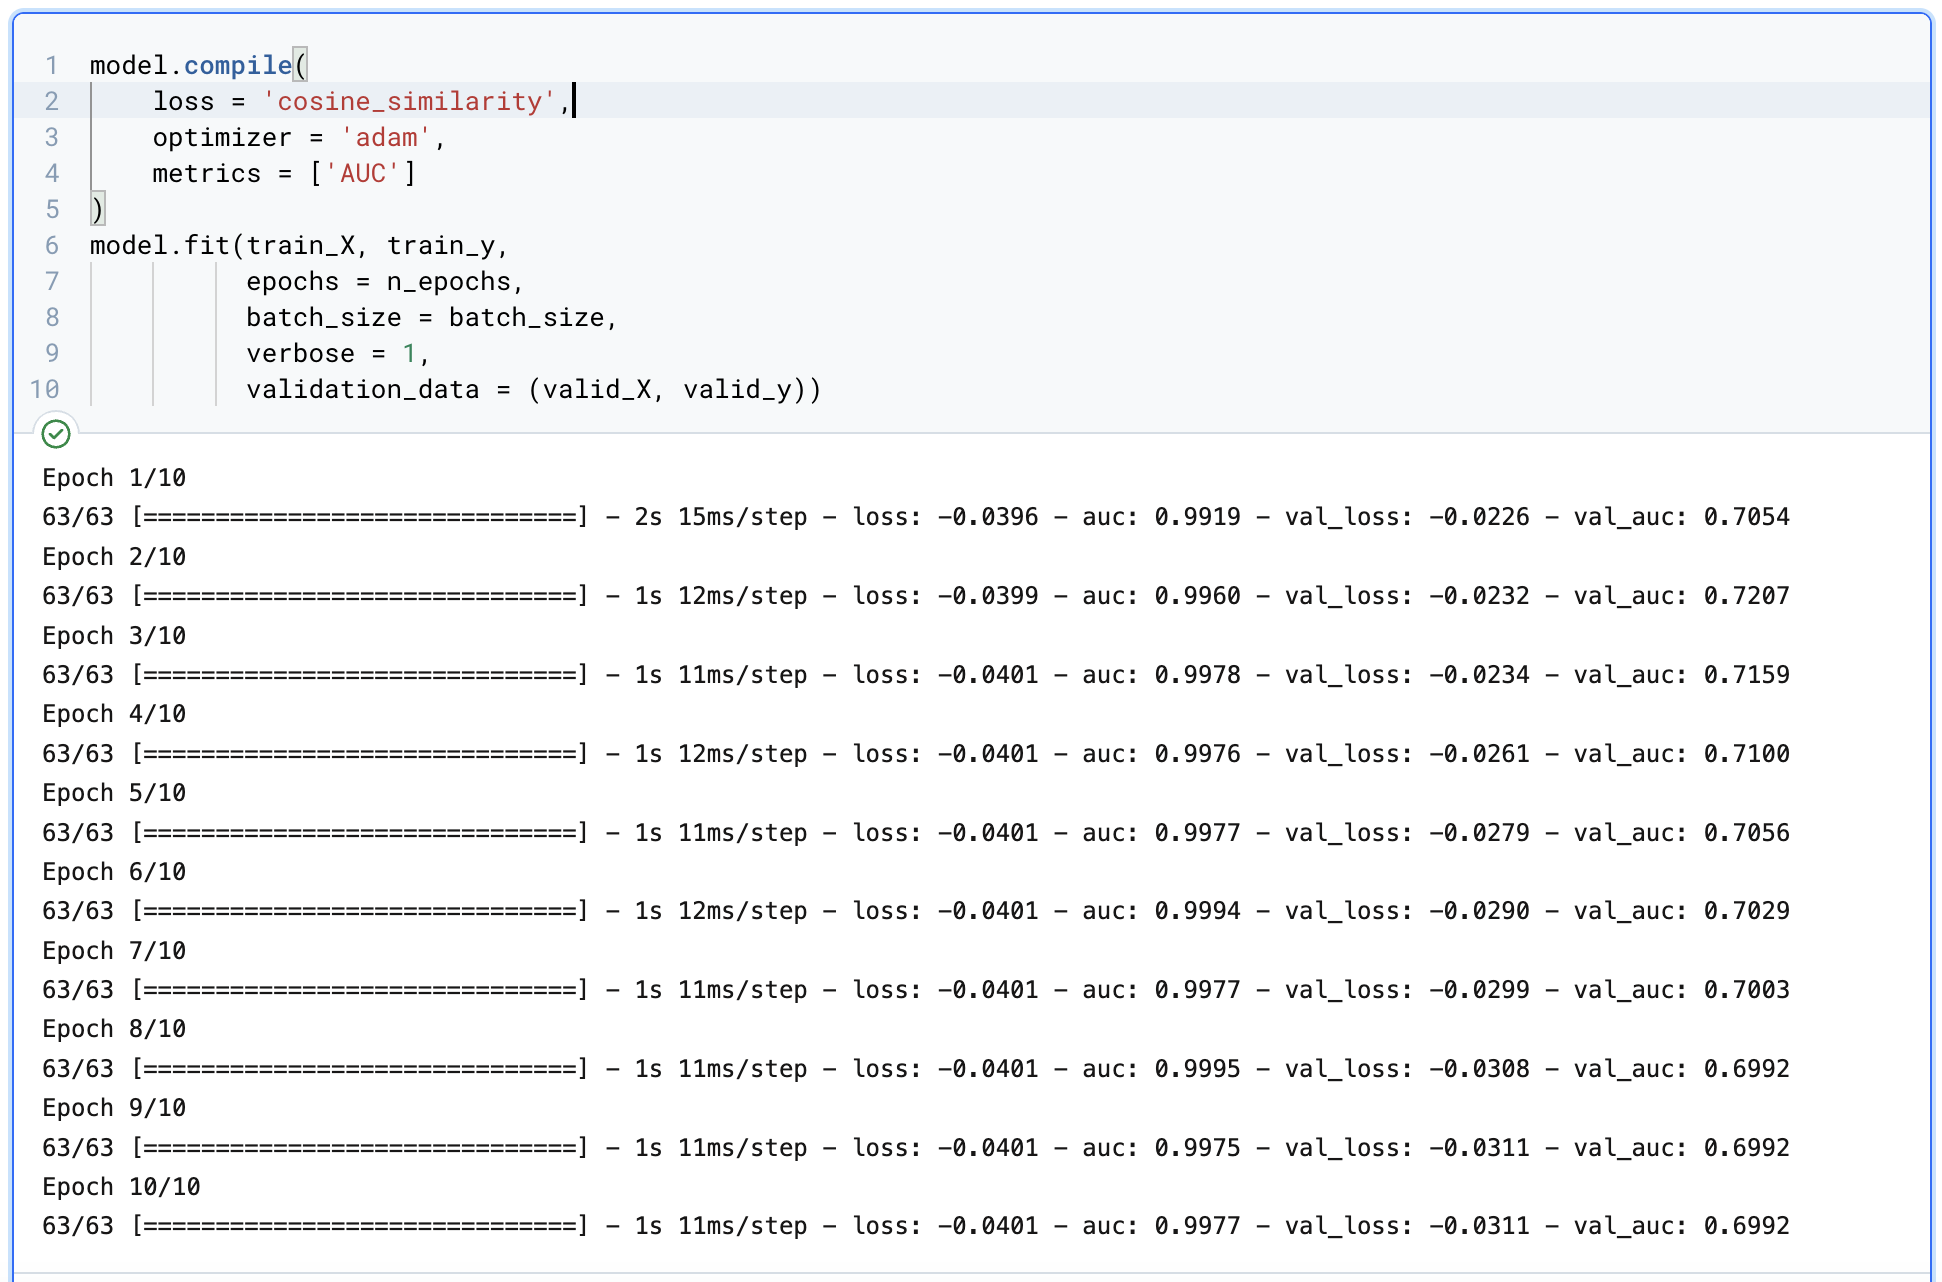 1 model.compile(
2 loss = 'cosine_similarity',
3 optimizer = 'adam',
4 metrics = ['AUC']
5 )
6 model.fit(train_X, train_y,
7 epochs = n_epochs,
8 batch_size = batch_size,
9 verbose = 1,
10 validation_data = (valid_X, valid_y))
Epoch 1/10
63/63 [==============================] - 2s 15ms/step - loss: -0.0396 - auc: 0.9919 - val_loss: -0.0226 - val_auc: 0.7054
Epoch 2/10
63/63 [==============================] - 1s 12ms/step - loss: -0.0399 - auc: 0.9960 - val_loss: -0.0232 - val_auc: 0.7207
Epoch 3/10
63/63 [==============================] - 1s 11ms/step - loss: -0.0401 - auc: 0.9978 - val_loss: -0.0234 - val_auc: 0.7159
Epoch 4/10
63/63 [==============================] - 1s 12ms/step - loss: -0.0401 - auc: 0.9976 - val_loss: -0.0261 - val_auc: 0.7100
Epoch 5/10
63/63 [==============================] - 1s 11ms/step - loss: -0.0401 - auc: 0.9977 - val_loss: -0.0279 - val_auc: 0.7056
Epoch 6/10
63/63 [==============================] - 1s 12ms/step - loss: -0.0401 - auc: 0.9994 - val_loss: -0.0290 - val_auc: 0.7029
Epoch 7/10
63/63 [==============================] - 1s 11ms/step - loss: -0.0401 - auc: 0.9977 - val_loss: -0.0299 - val_auc: 0.7003
Epoch 8/10
63/63 [==============================] - 1s 11ms/step - loss: -0.0401 - auc: 0.9995 - val_loss: -0.0308 - val_auc: 0.6992
Epoch 9/10
63/63 [==============================] - 1s 11ms/step - loss: -0.0401 - auc: 0.9975 - val_loss: -0.0311 - val_auc: 0.6992
Epoch 10/10
63/63 [==============================] - 1s 11ms/step - loss: -0.0401 - auc: 0.9977 - val_loss: -0.0311 - val_auc: 0.6992